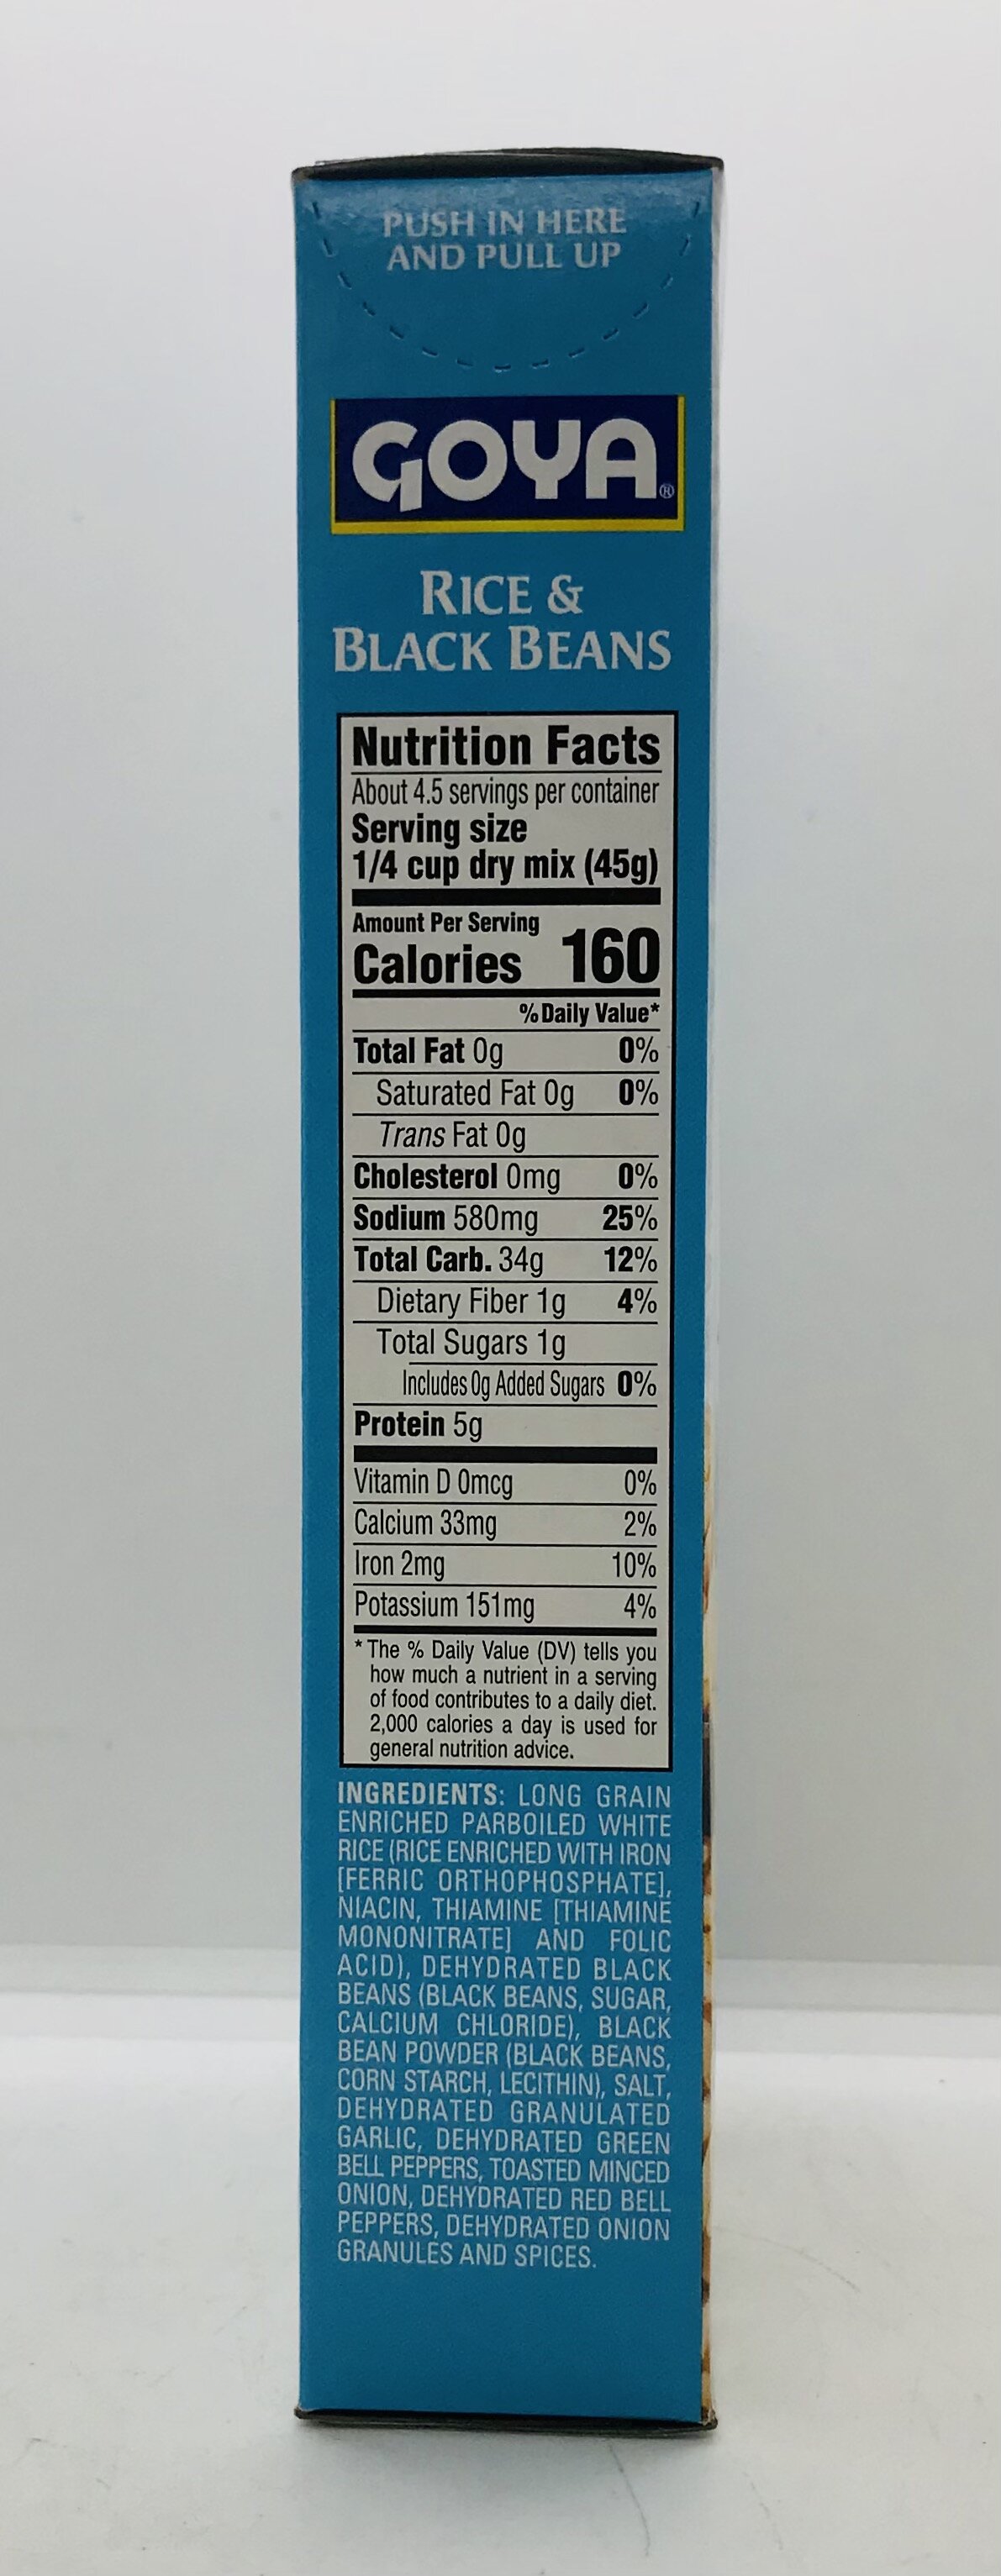 PUSH IN HERE
AND PULL UP
GOYA®
RICE &
BLACK BEANS
Nutrition Facts
About 4.5 servings per container
Serving size
1/4 cup dry mix (45g)
Amount Per Serving
Calories 160
% Daily Value*
Total Fat 0g 0%
Saturated Fat 0g 0%
Trans Fat 0g
Cholesterol 0mg 0%
Sodium 580mg 25%
Total Carb. 34g 12%
Dietary Fiber 1g 4%
Total Sugars 1g
Includes 0g Added Sugars 0%
Protein 5g
Vitamin D 0mcg 0%
Calcium 33mg 2%
Iron 2mg 10%
Potassium 151mg 4%
* The % Daily Value (DV) tells you
how much a nutrient in a serving
of food contributes to a daily diet.
2,000 calories a day is used for
general nutrition advice.
INGREDIENTS: LONG GRAIN
ENRICHED PARBOILED WHITE
RICE (RICE ENRICHED WITH IRON
[FERRIC ORTHOPHOSPHATE],
NIACIN, THIAMINE [THIAMINE
MONONITRATE] AND FOLIC
ACID), DEHYDRATED BLACK
BEANS (BLACK BEANS, SUGAR,
CALCIUM CHLORIDE), BLACK
BEAN POWDER (BLACK BEANS,
CORN STARCH, LECITHIN), SALT,
DEHYDRATED GRANULATED
GARLIC, DEHYDRATED GREEN
BELL PEPPERS, TOASTED MINCED
ONION, DEHYDRATED RED BELL
PEPPERS, DEHYDRATED ONION
GRANULES AND SPICES.